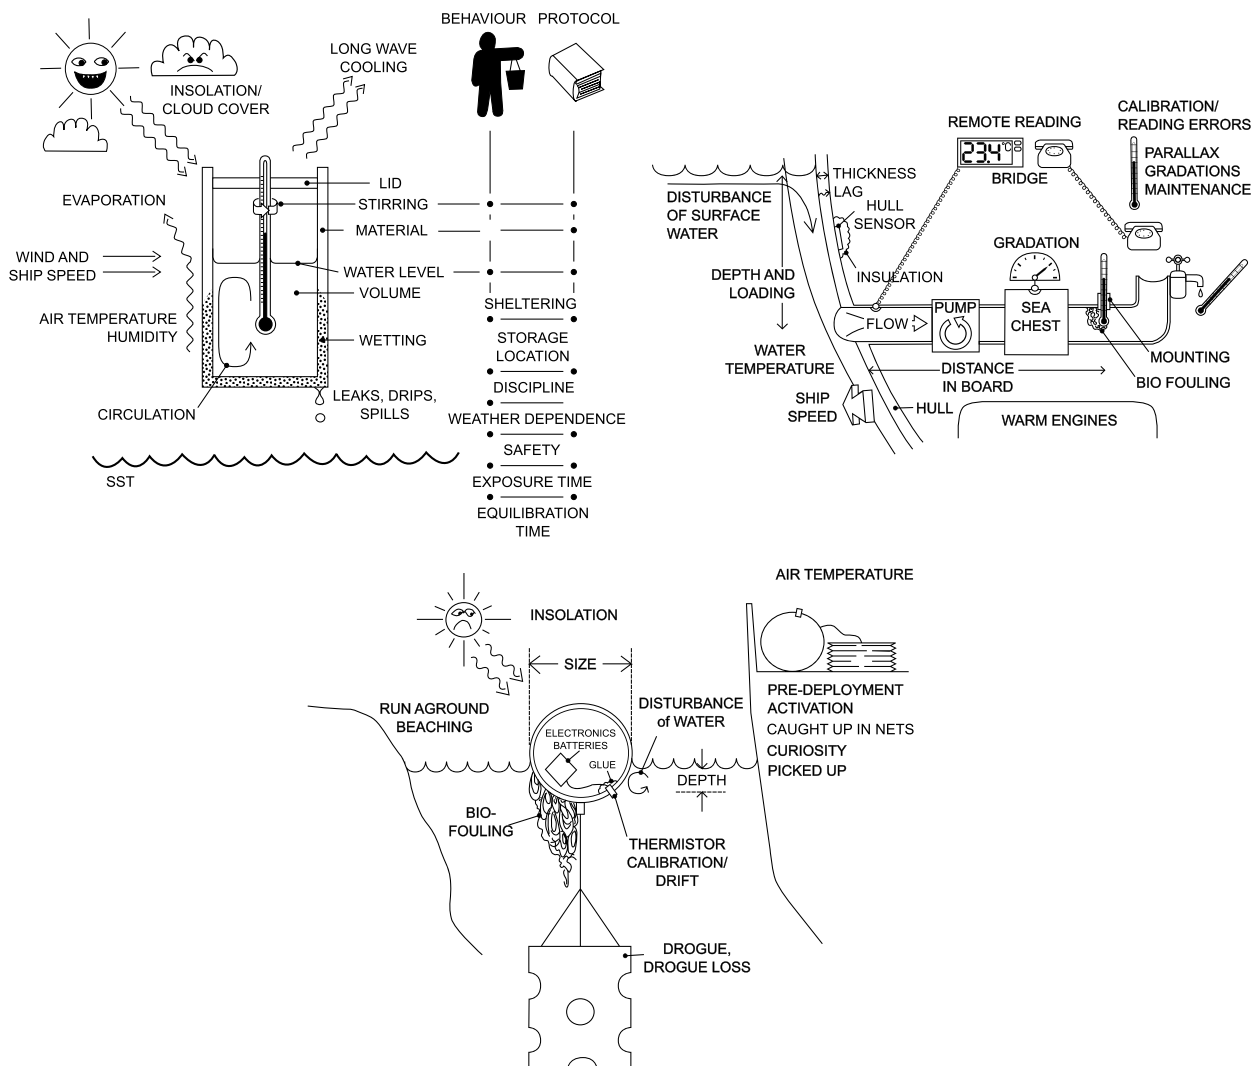 BEHAVIOUR
PROTOCOL
LONG WAVE
COOLING
INSOLATION/
CLOUD COVER
LID
EVAPORATION
STIRRING
MATERIAL
WIND AND
SHIP SPEED
WATER LEVEL
VOLUME
SHELTERING
AIR TEMPERATURE
HUMIDITY
WETTING
STORAGE
LOCATION
DISCIPLINE
LEAKS, DRIPS,
SPILLS
CIRCULATION
WEATHER DEPENDENCE
SAFETY
SST
EXPOSURE TIME
EQUILIBRATION
TIME
CALIBRATION/
READING ERRORS
REMOTE READING
23.4°C
BRIDGE
PARALLAX
GRADATIONS
MAINTENANCE
THICKNESS
LAG
DISTURBANCE
OF SURFACE
WATER
HULL
SENSOR
GRADATION
INSULATION
DEPTH AND
LOADING
PUMP
SEA
CHEST
FLOW
WATER
TEMPERATURE
MOUNTING
DISTANCE
IN BOARD
BIO FOULING
SHIP
SPEED
HULL
WARM ENGINES
AIR TEMPERATURE
INSOLATION
SIZE
RUN AGROUND
BEACHING
DISTURBANCE
of WATER
PRE-DEPLOYMENT
ACTIVATION
CAUGHT UP IN NETS
CURIOSITY
PICKED UP
ELECTRONICS
BATTERIES
GLUE
DEPTH
BIO-
FOULING
THERMISTOR
CALIBRATION/
DRIFT
DROGUE,
DROGUE LOSS